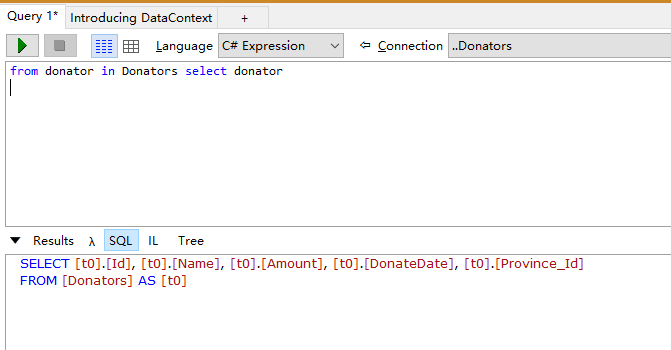 Query 1* Introducing DataContext +
Language C# Expression Connection ..Donators
from donator in Donators select donator
Results λ SQL IL Tree
SELECT [t0].[Id], [t0].[Name], [t0].[Amount], [t0].[DonateDate], [t0].[Province_Id]
FROM [Donators] AS [t0]